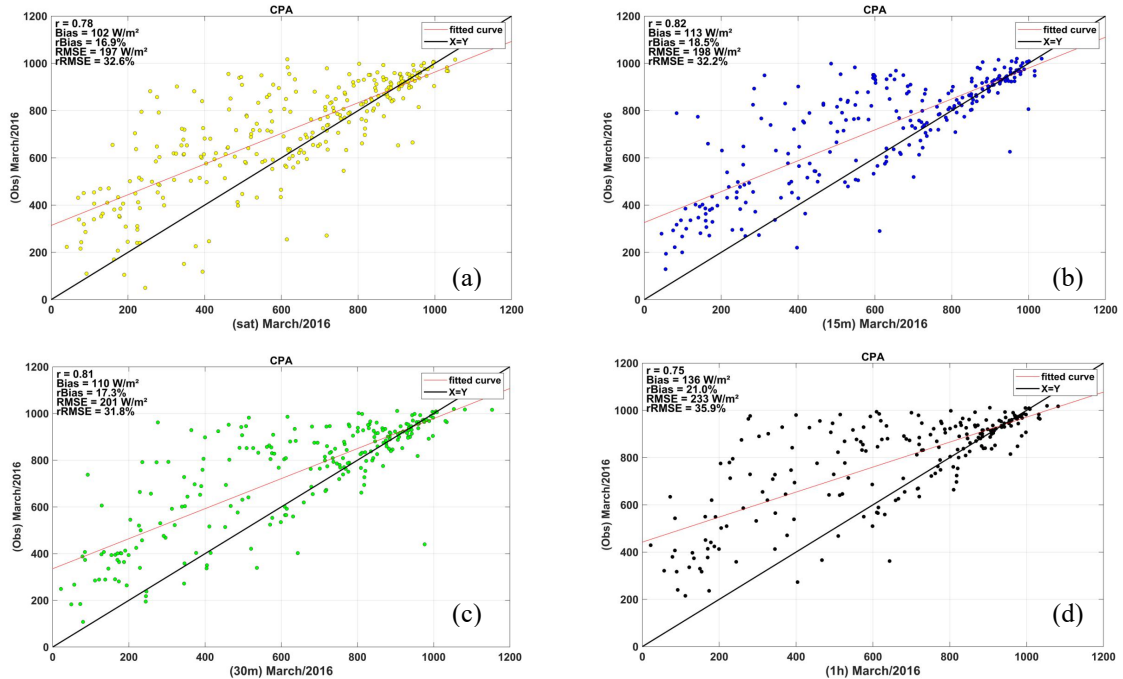 CPA
r = 0.78
Bias = 102 W/m²
rBias = 16.9%
RMSE = 197 W/m²
rRMSE = 32.6%
fitted curve
X=Y
1200
1000
800
600
400
200
0
(Obs) March/2016
(a)
0 200 400 600 800 1000 1200
(sat) March/2016
CPA
r = 0.82
Bias = 113 W/m²
rBias = 18.5%
RMSE = 198 W/m²
rRMSE = 32.2%
fitted curve
X=Y
1200
1000
800
600
400
200
0
(Obs) March/2016
(b)
0 200 400 600 800 1000 1200
(15m) March/2016
CPA
r = 0.81
Bias = 110 W/m²
rBias = 17.3%
RMSE = 201 W/m²
rRMSE = 31.8%
fitted curve
X=Y
1200
1000
800
600
400
200
0
(Obs) March/2016
(c)
0 200 400 600 800 1000 1200
(30m) March/2016
CPA
r = 0.75
Bias = 136 W/m²
rBias = 21.0%
RMSE = 233 W/m²
rRMSE = 35.9%
fitted curve
X=Y
1200
1000
800
600
400
200
0
(Obs) March/2016
(d)
0 200 400 600 800 1000 1200
(1h) March/2016